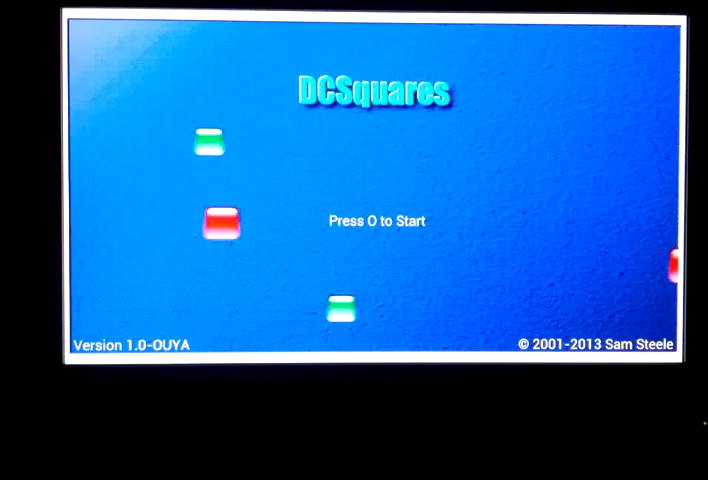 DCSquares
Press O to Start
Version 1.0-OUYA
© 2001-2013 Sam Steele